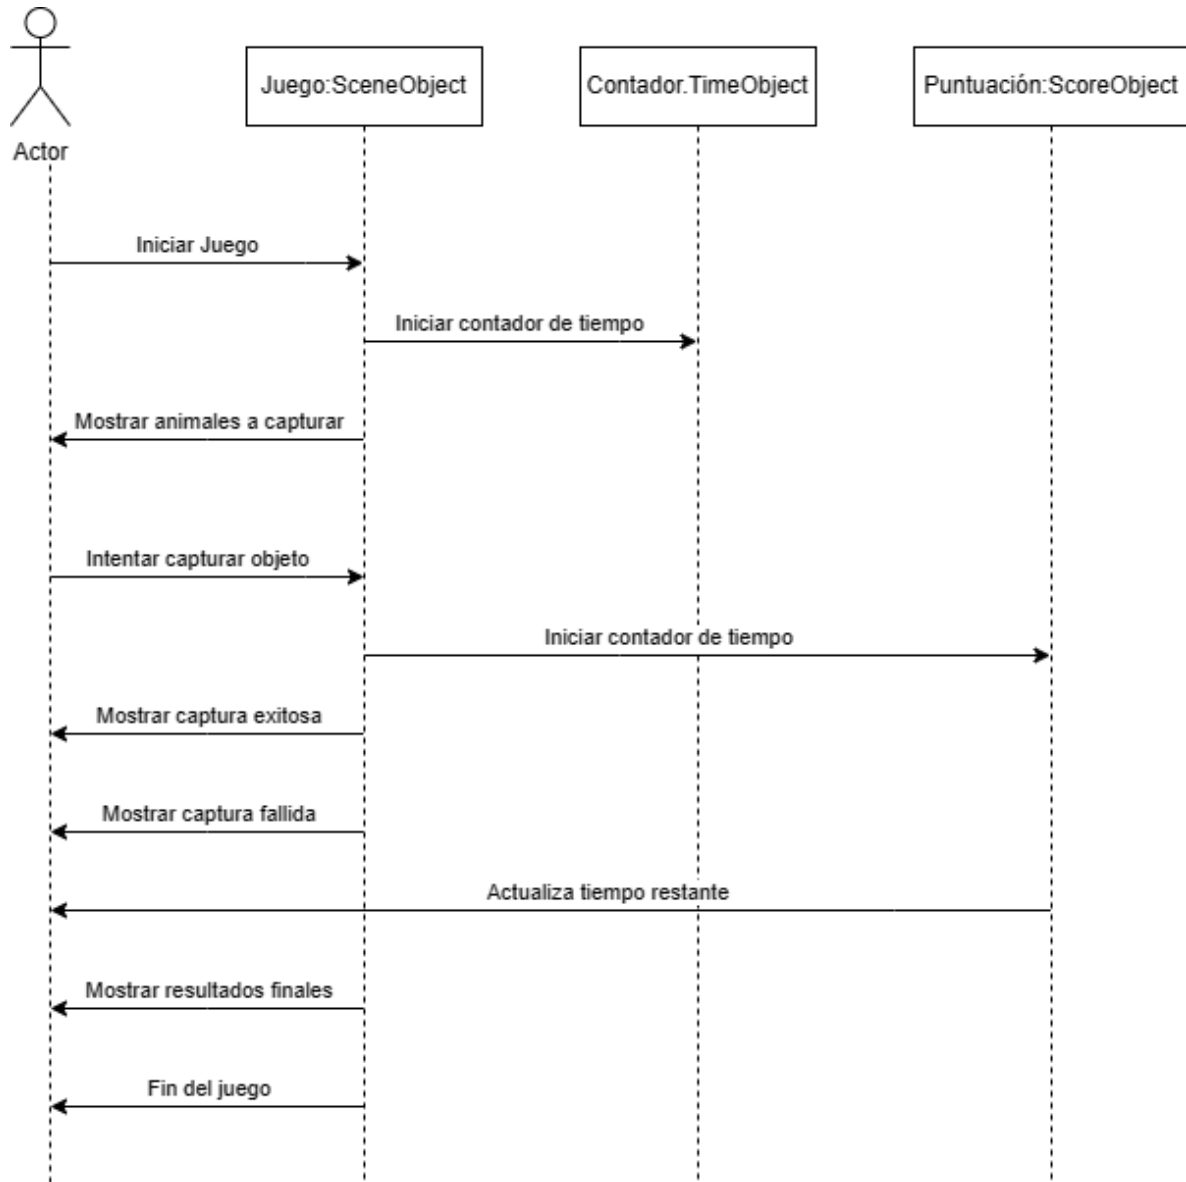 Juego:SceneObject
Contador.TimeObject
Puntuación:ScoreObject
Actor
Iniciar Juego
Iniciar contador de tiempo
Mostrar animales a capturar
Intentar capturar objeto
Iniciar contador de tiempo
Mostrar captura exitosa
Mostrar captura fallida
Actualiza tiempo restante
Mostrar resultados finales
Fin del juego